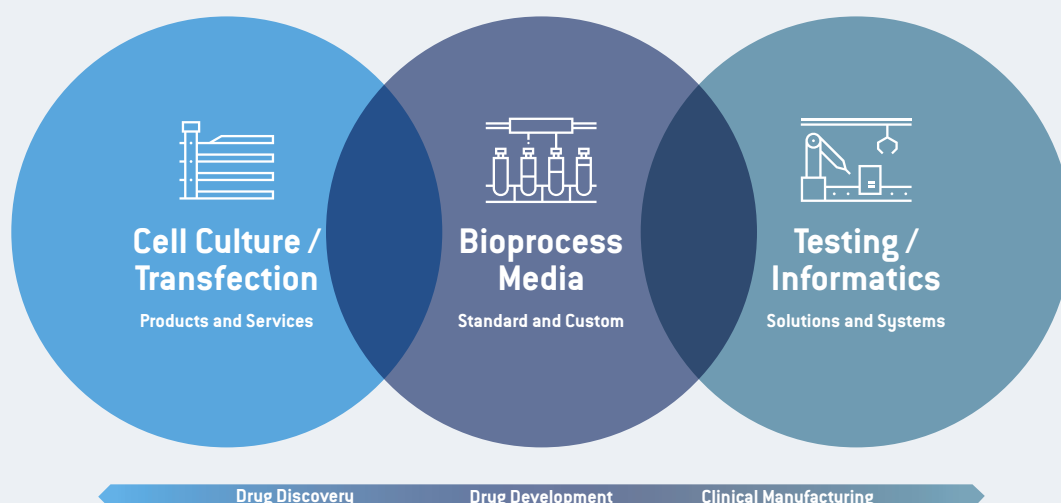 Cell Culture /
Transfection
Products and Services
Bioprocess
Media
Standard and Custom
Testing /
Informatics
Solutions and Systems
Drug Discovery
Drug Development
Clinical Manufacturing